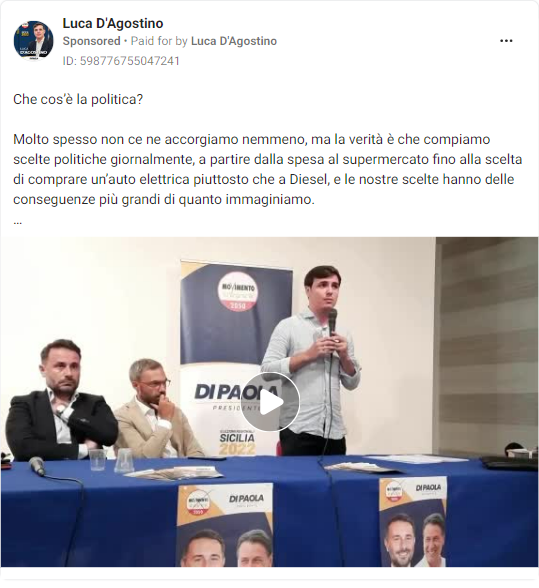 Luca D'Agostino
Sponsored • Paid for by Luca D'Agostino
ID: 598776755047241
Che cos'è la politica?
Molto spesso non ce ne accorgiamo nemmeno, ma la verità è che compiamo
scelte politiche giornalmente, a partire dalla spesa al supermercato fino alla scelta
di comprare un'auto elettrica piuttosto che a Diesel, e le nostre scelte hanno delle
conseguenze più grandi di quanto immaginiamo.
...
MOVIMENTO
2050
DI PAOLA
PRESIDENTE
SICILIA
2022
DI PAOLA
DI PAOLA